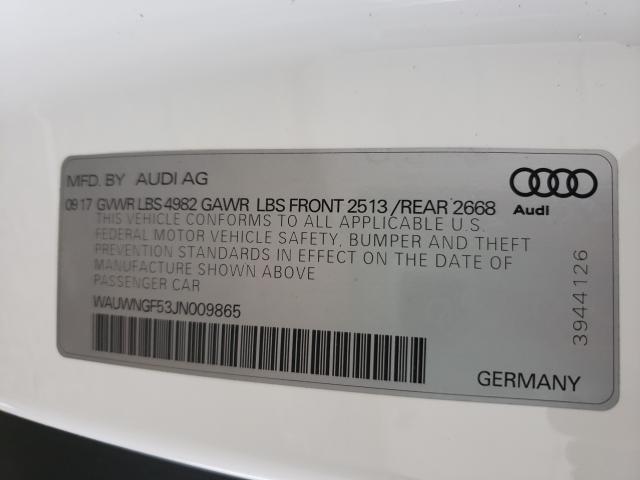 MFD. BY AUDI AG
09 17 GVWR LBS 4982 GAWR LBS FRONT 2513 / REAR 2668
THIS VEHICLE CONFORMS TO ALL APPLICABLE U.S.
FEDERAL MOTOR VEHICLE SAFETY, BUMPER AND THEFT
PREVENTION STANDARDS IN EFFECT ON THE DATE OF
MANUFACTURE SHOWN ABOVE
PASSENGER CAR
WAUWNGF53JN009865
Audi
3944126
GERMANY